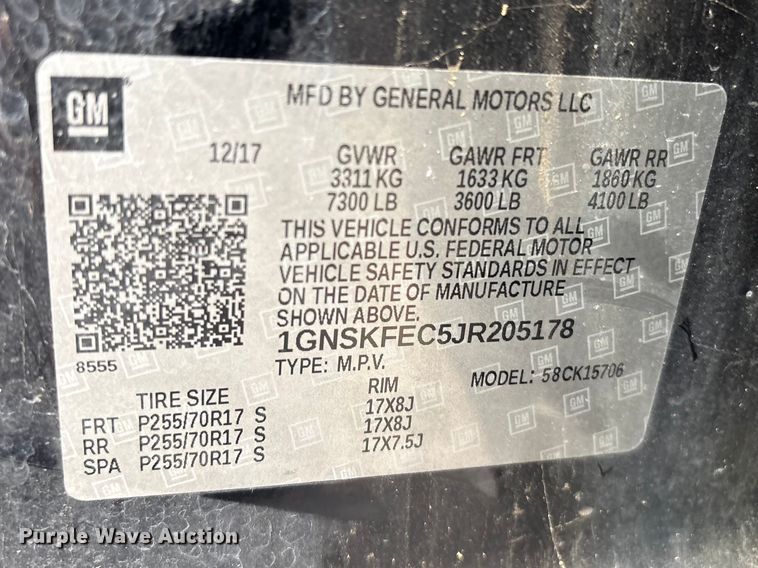 GM
MFD BY GENERAL MOTORS LLC
12/17 GVWR GAWR FRT GAWR RR
3311 KG 1633 KG 1860 KG
7300 LB 3600 LB 4100 LB
THIS VEHICLE CONFORMS TO ALL
APPLICABLE U.S. FEDERAL MOTOR
VEHICLE SAFETY STANDARDS IN EFFECT
ON THE DATE OF MANUFACTURE
SHOWN ABOVE.
1GNSKFEC5JR205178
8555
TYPE: M.P.V. MODEL: 58CK15706
TIRE SIZE RIM
FRT P255/70R17 S 17X8J
RR P255/70R17 S 17X8J
SPA P255/70R17 S 17X7.5J
Purple Wave Auction